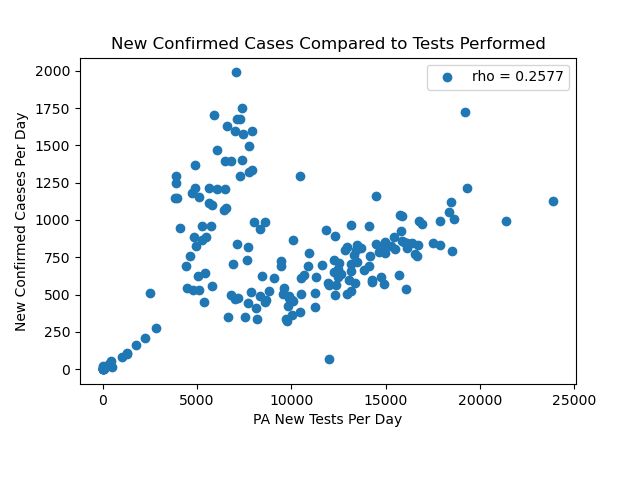 New Confirmed Cases Compared to Tests Performed
rho = 0.2577
New Confirmed Caeses Per Day
2000
1750
1500
1250
1000
750
500
250
0
0 5000 10000 15000 20000 25000
PA New Tests Per Day